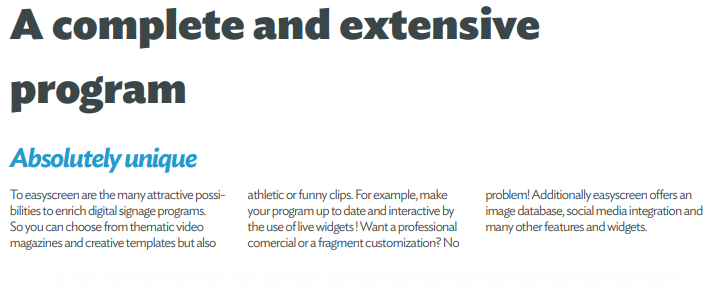 A complete and extensive
program
Absolutely unique
To easyscreen are the many attractive possi-
bilities to enrich digital signage programs.
So you can choose from thematic video
magazines and creative templates but also
athletic or funny clips. For example, make
your program up to date and interactive by
the use of live widgets ! Want a professional
comercial or a fragment customization? No
problem! Additionally easyscreen offers an
image database, social media integration and
many other features and widgets.